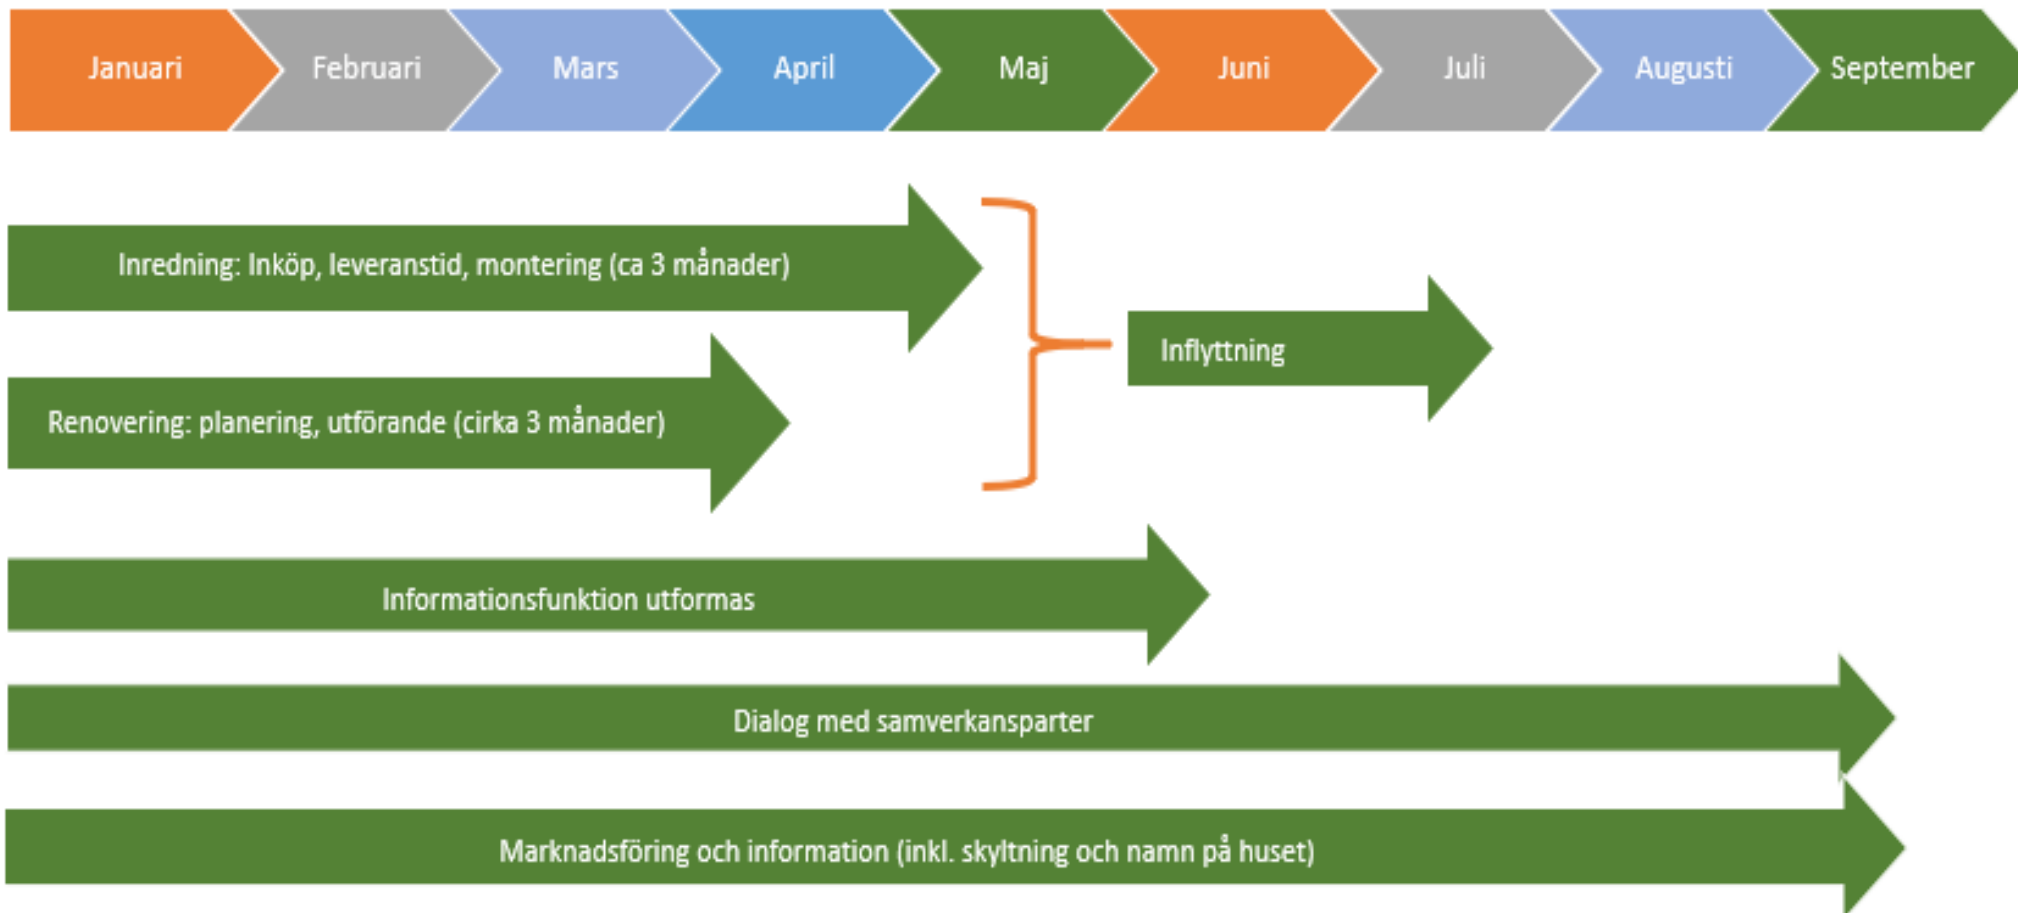 Januari
Februari
Mars
April
Maj
Juni
Juli
Augusti
September
Inredning: Inköp, leveranstid, montering (ca 3 månader)
Inflyttning
Renovering: planering, utförande (cirka 3 månader)
Informationsfunktion utformas
Dialog med samverkansparter
Marknadsföring och information (inkl. skyltning och namn på huset)